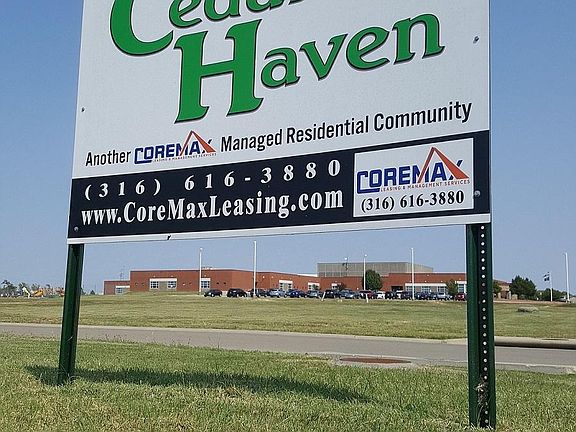 Haven
Another COREMAX Managed Residential Community
LEASING & MANAGEMENT SERVICES
(316) 616-3880
www.CoreMaxLeasing.com
COREMAX
LEASING & MANAGEMENT SERVICES
(316) 616-3880